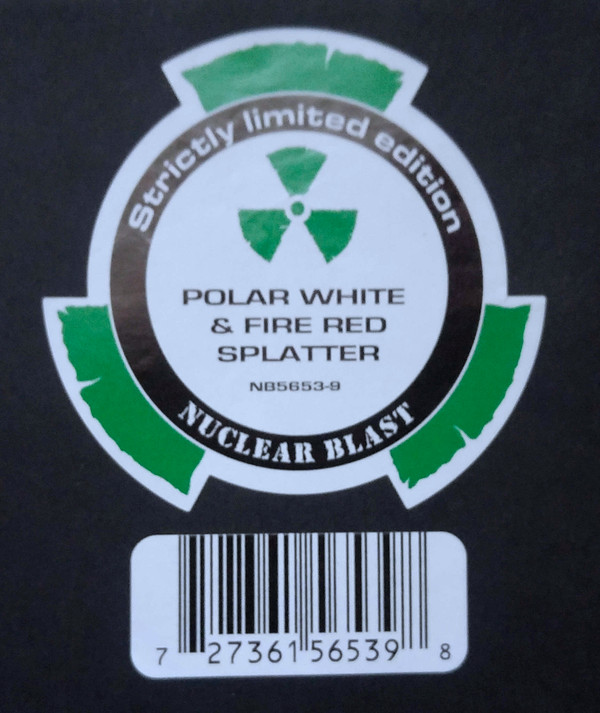 Strictly limited edition
POLAR WHITE
& FIRE RED
SPLATTER
NB5653-9
NUCLEAR BLAST
7 27361 56539 8